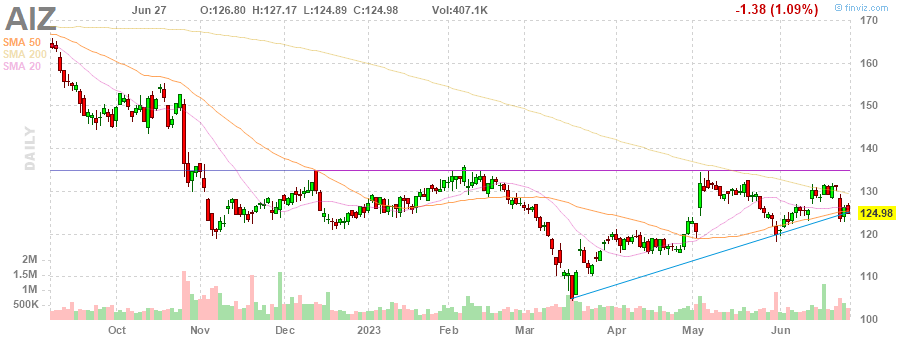 AIZ Jun 27 O:126.80 H:127.17 L:124.89 C:124.98 Vol:407.1K -1.38 (1.09%) © finviz.com
SMA 50
SMA 200
SMA 20
DAILY
170
160
150
140
130
124.98
120
110
100
2M
1.5M
1M
500K
Oct Nov Dec 2023 Feb Mar Apr May Jun